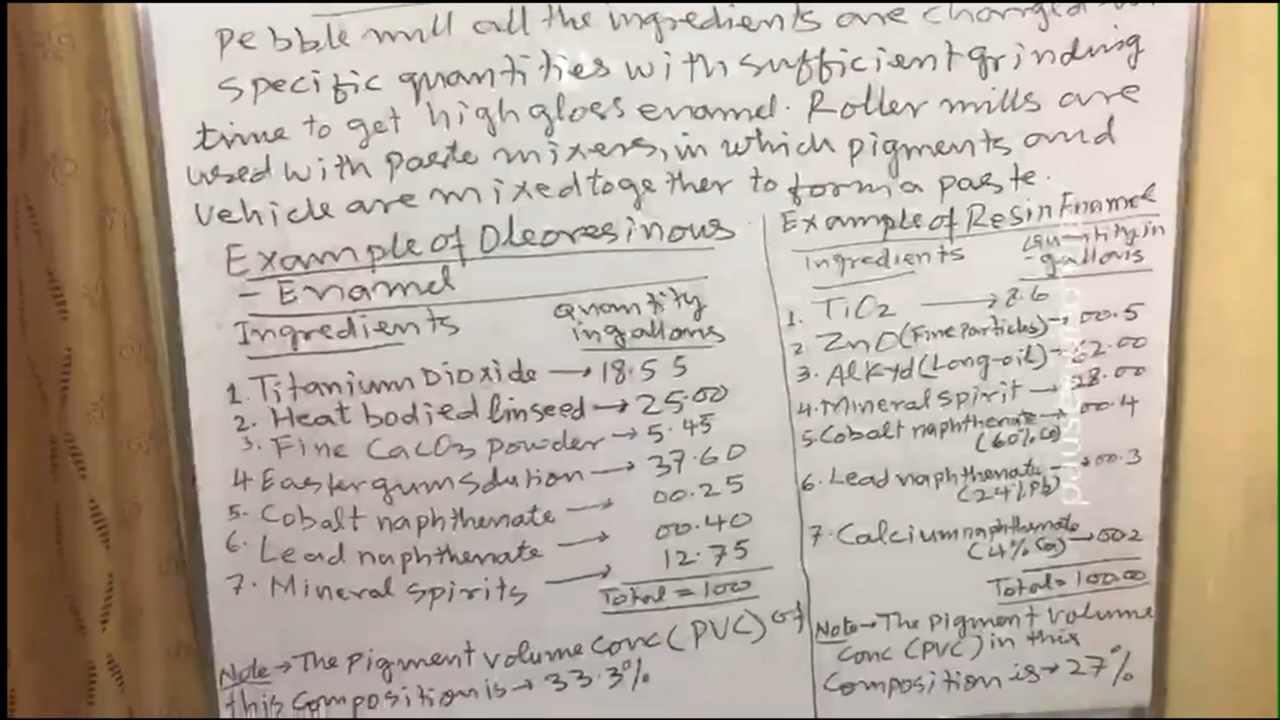 pebble mill all the ingredients are changed
specific quantities with sufficient grinding
time to get high gloss enamel. Roller mills are
used with paste mixers, in which pigments and
vehicle are mixed together to form a paste.
Example of Oleoresinous
- Enamel
Ingredients quantity in gallons
1. Titanium Dioxide → 18.55
2. Heat bodied linseed → 25.00
3. Fine CaCO3 powder → 5.45
4 Easter gum solution → 37.60
5. Cobalt naphthenate → 00.25
6. Lead naphthenate → 00.40
7. Mineral spirits → 12.75
Total = 100
Note → The pigment volume conc (PVC) of
this composition is → 33.3%
Example of Resin Enamel
Ingredients Quantity in
- gallons
1. TiO2 → 8.6
2 ZnO (Fine Particles) → 00.5
3. Alkyd (Long-oil) - 62.00
4. Mineral spirit → 28.00
5. Cobalt naphthenate → 00.4
(60% Co)
6. Lead naphthenate - → 00.3
(24% Pb)
7. Calcium naphthenate
(4% Ca) → 002
Total = 100.00
Note → The pigment volume
conc (PVC) in this
composition is → 27%